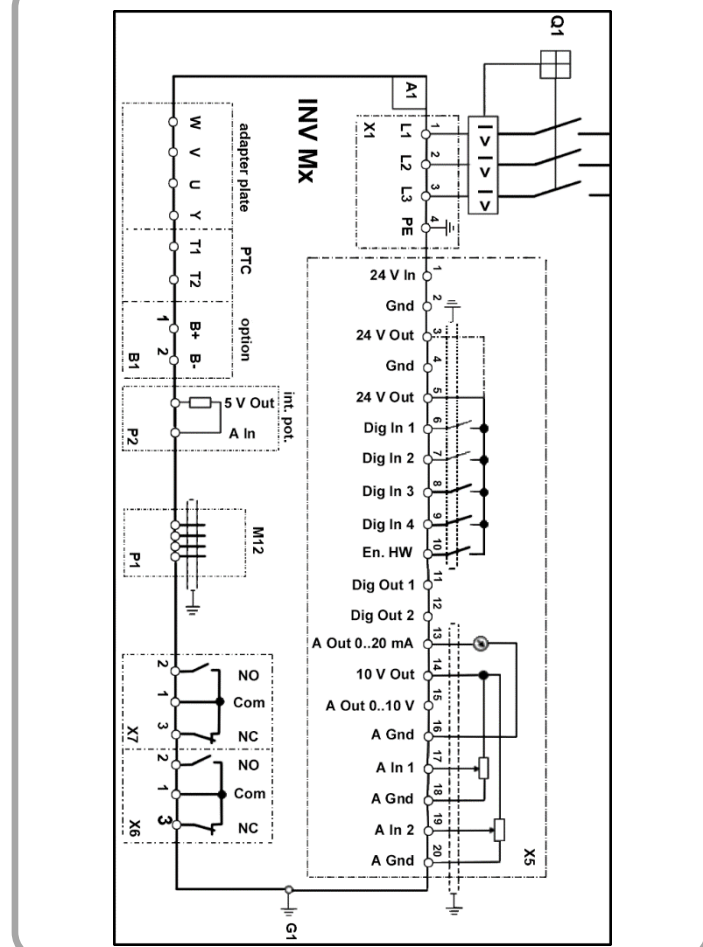 Q1
A1
INV Mx
X1
1 L1
2 L2
3 L3
4 PE
I >
I >
I >
adapter plate
W
V
U
Y
PTC
T1
T2
option
1 B+
2 B-
B1
int. pot.
5 V Out
A In
P2
M12
P1
2 NO
1 Com
3 NC
X7
2 NO
1 Com
3 NC
X6
24 V In 1
Gnd 2
24 V Out 3
Gnd 4
24 V Out 5
Dig In 1 6
Dig In 2 7
Dig In 3 8
Dig In 4 9
En. HW 10
Dig Out 1 11
Dig Out 2 12
A Out 0..20 mA 13
10 V Out 14
A Out 0..10 V 15
A Gnd 16
A In 1 17
A Gnd 18
A In 2 19
A Gnd 20
X5
G1